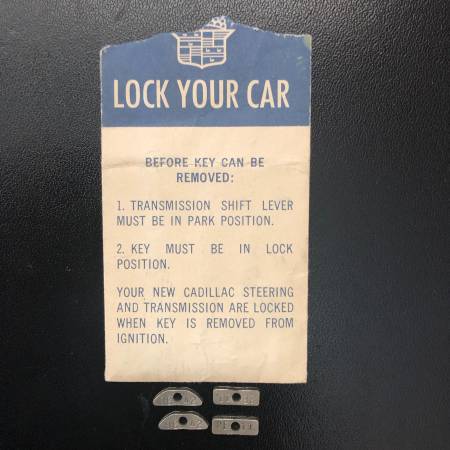 LOCK YOUR CAR
BEFORE KEY CAN BE
REMOVED:
1. TRANSMISSION SHIFT LEVER
MUST BE IN PARK POSITION.
2. KEY MUST BE IN LOCK
POSITION.
YOUR NEW CADILLAC STEERING
AND TRANSMISSION ARE LOCKED
WHEN KEY IS REMOVED FROM
IGNITION.